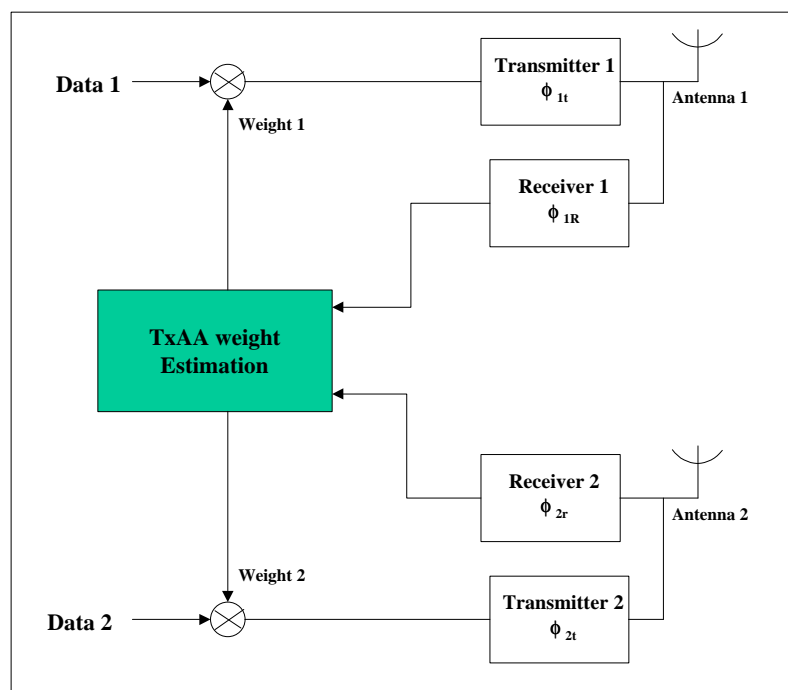 Data 1
Transmitter 1
ϕ 1t
Antenna 1
Weight 1
Receiver 1
ϕ 1R
TxAA weight
Estimation
Receiver 2
ϕ 2r
Antenna 2
Weight 2
Data 2
Transmitter 2
ϕ 2t